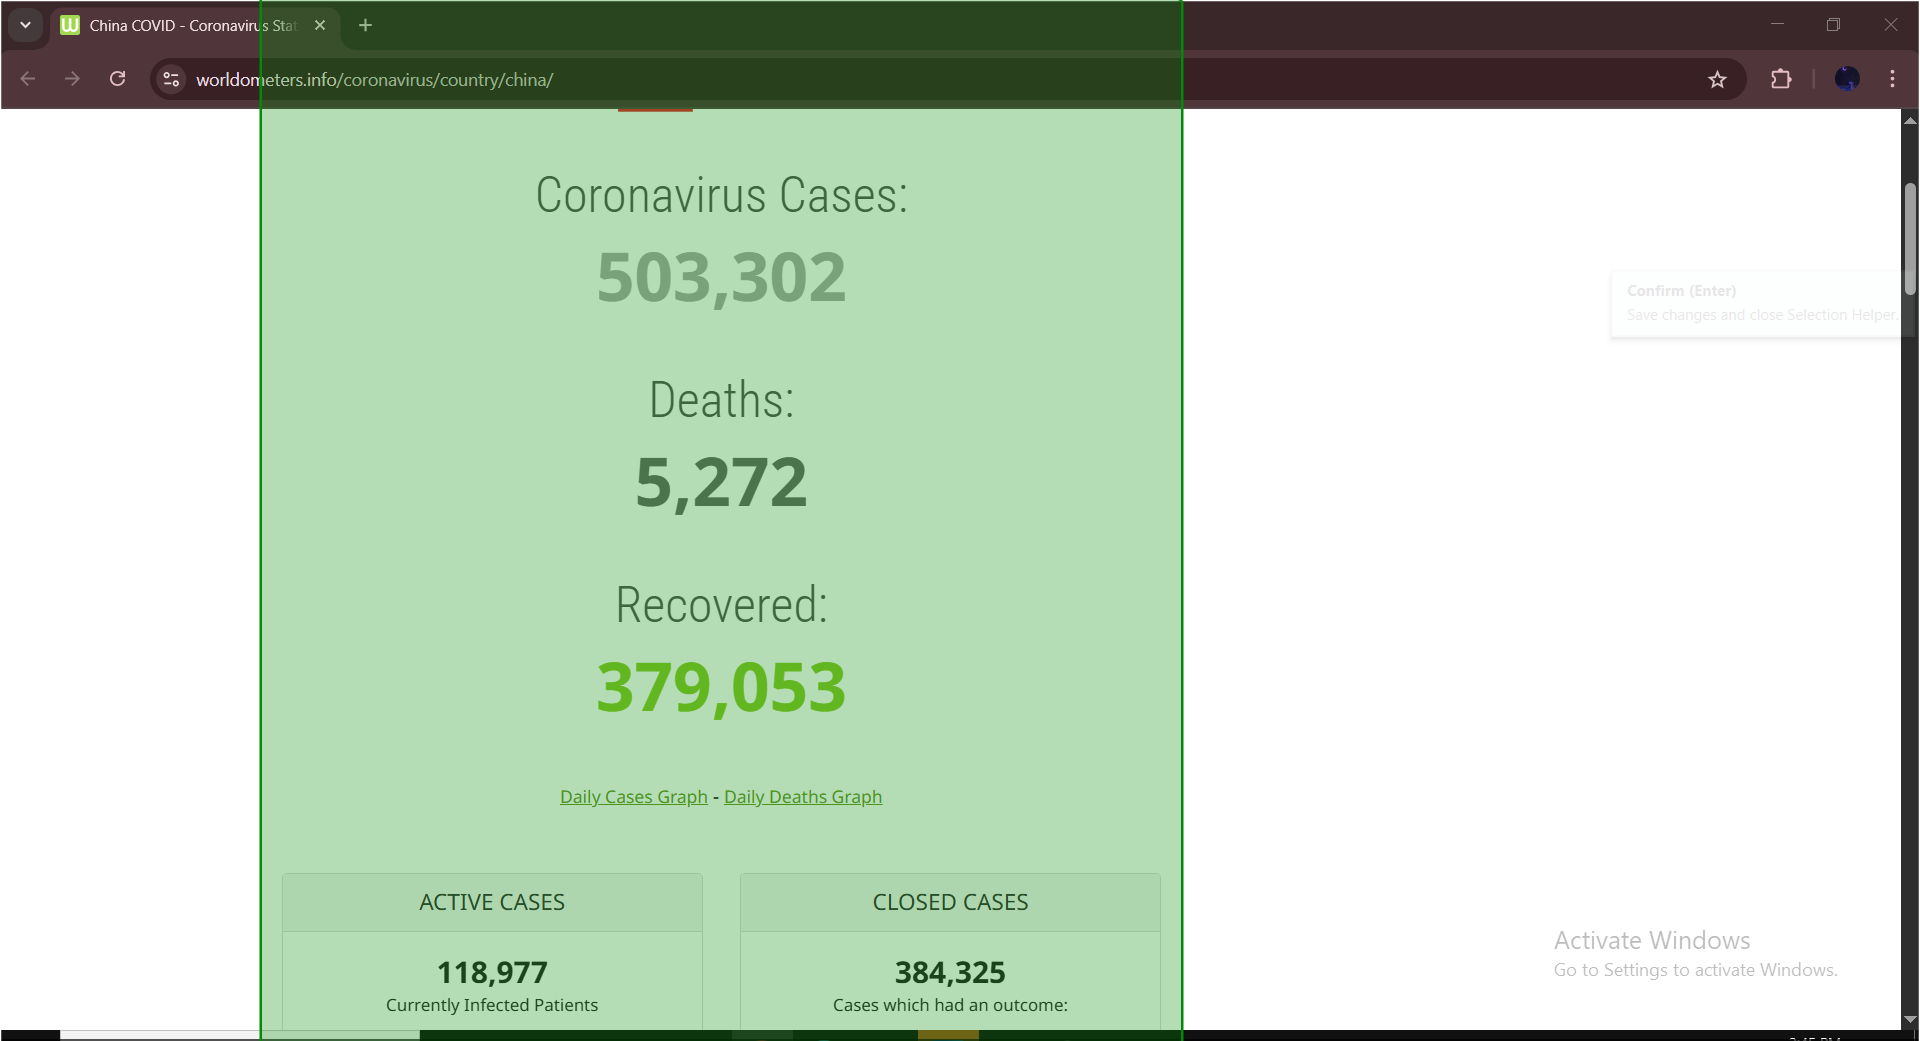 China COVID - Coronavirus Stat
worldometers.info/coronavirus/country/china/
Coronavirus Cases:
503,302
Confirm (Enter)
Save changes and close Selection Helper.
Deaths:
5,272
Recovered:
379,053
Daily Cases Graph - Daily Deaths Graph
ACTIVE CASES
118,977
Currently Infected Patients
CLOSED CASES
384,325
Cases which had an outcome:
Activate Windows
Go to Settings to activate Windows.